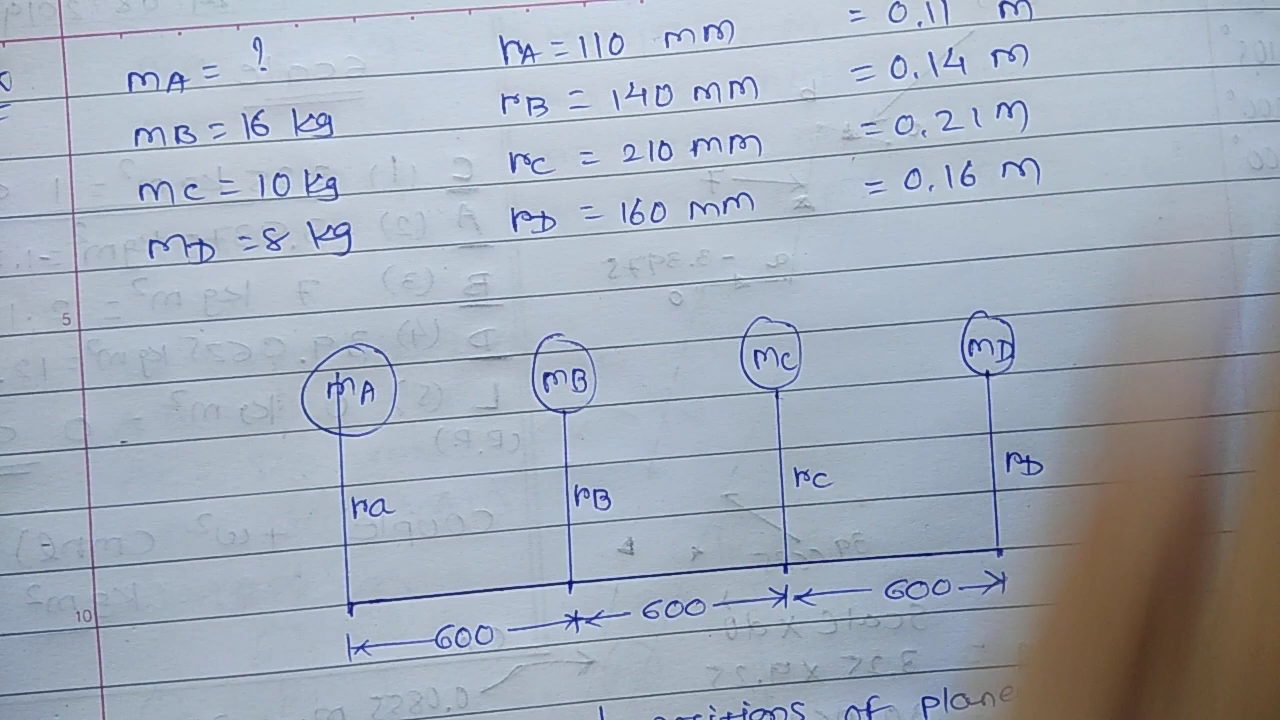 mA = ? rA = 110 mm = 0.11 m
mB = 16 kg rB = 140 mm = 0.14 m
mC = 10 kg rC = 210 mm = 0.21 m
mD = 8 kg rD = 160 mm = 0.16 m
5
mA mB mC mD
ra rB rC rD
10
600 600 600
of plane